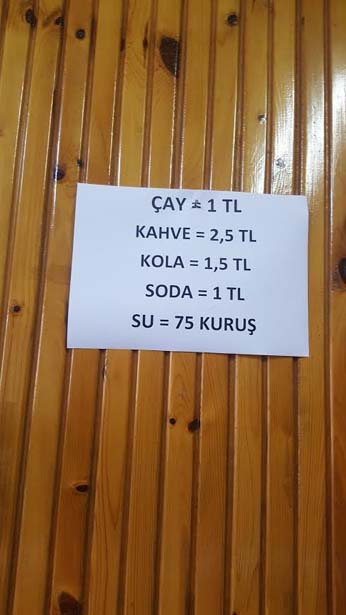 ÇAY = 1 TL
KAHVE = 2,5 TL
KOLA = 1,5 TL
SODA = 1 TL
SU = 75 KURUŞ